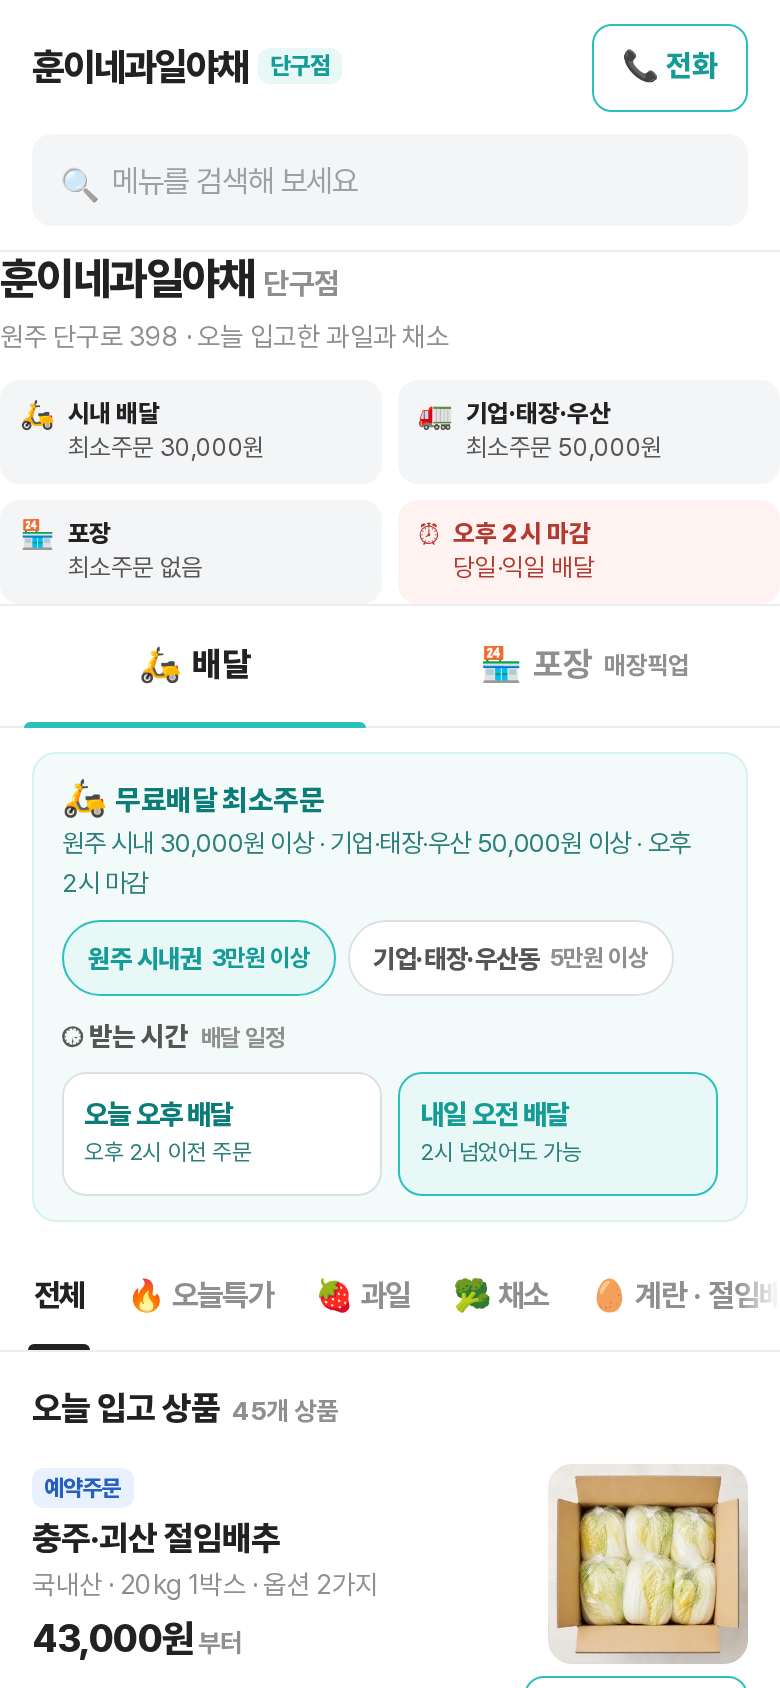 훈이네과일야채 단구점
전화
메뉴를 검색해 보세요
훈이네과일야채 단구점
원주 단구로 398 · 오늘 입고한 과일과 채소
시내 배달
최소주문 30,000원
기업·태장·우산
최소주문 50,000원
포장
최소주문 없음
오후 2시 마감
당일·익일 배달
배달
포장 매장픽업
무료배달 최소주문
원주 시내 30,000원 이상 · 기업·태장·우산 50,000원 이상 · 오후
2시 마감
원주 시내권 3만원 이상
기업·태장·우산동 5만원 이상
받는 시간 배달 일정
오늘 오후 배달
오후 2시 이전 주문
내일 오전 배달
2시 넘었어도 가능
전체 오늘특가 과일 채소 계란 · 절임배
오늘 입고 상품 45개 상품
예약주문
충주·괴산 절임배추
국내산 · 20kg 1박스 · 옵션 2가지
43,000원 부터